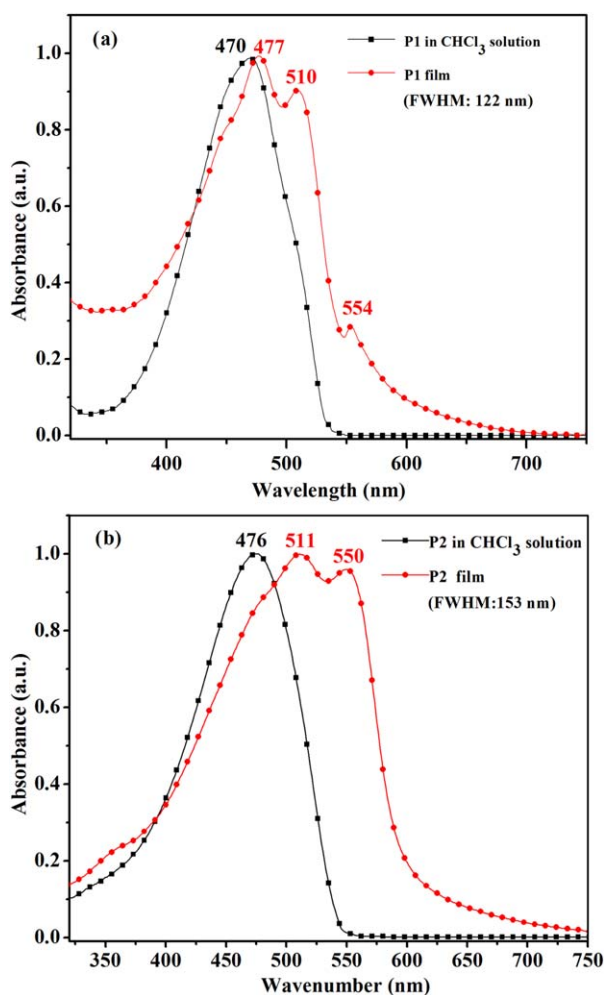 (a)
470
477
510
554
P1 in CHCl3 solution
P1 film
(FWHM: 122 nm)
Absorbance (a.u.)
1.0
0.8
0.6
0.4
0.2
0.0
400 500 600 700
Wavelength (nm)
(b)
476
511
550
P2 in CHCl3 solution
P2 film
(FWHM:153 nm)
Absorbance (a.u.)
1.0
0.8
0.6
0.4
0.2
0.0
350 400 450 500 550 600 650 700 750
Wavenumber (nm)